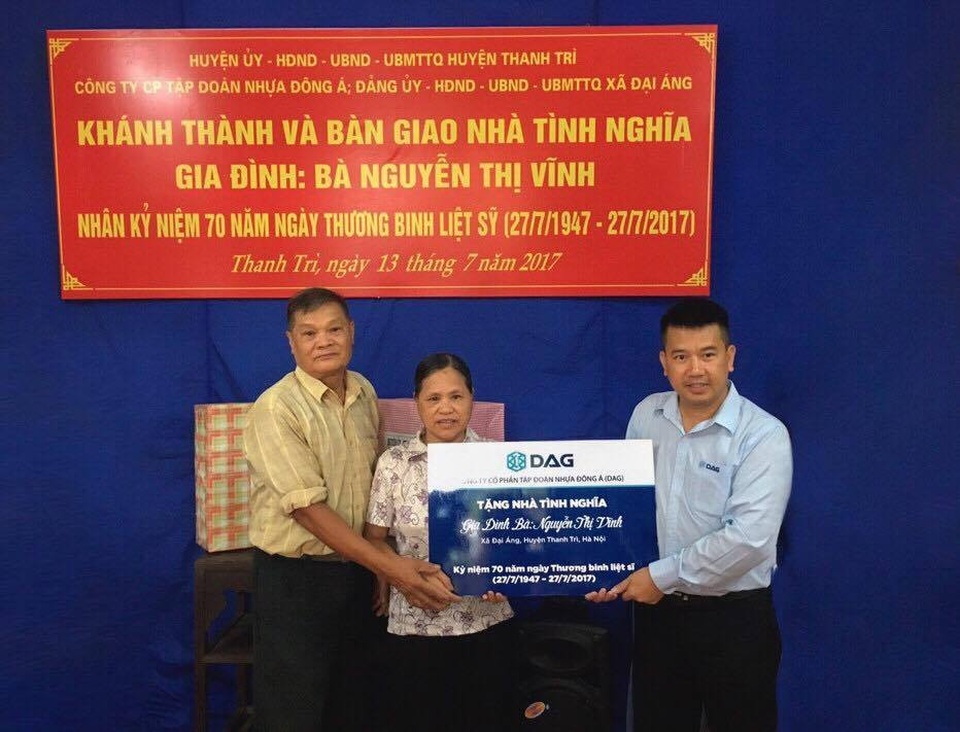 HUYỆN ỦY - HĐND - UBND - UBMTTQ HUYỆN THANH TRÌ
CÔNG TY CP TẬP ĐOÀN NHỰA ĐÔNG Á; ĐẢNG ỦY - HĐND - UBND - UBMTTQ XÃ ĐẠI ÁNG
KHÁNH THÀNH VÀ BÀN GIAO NHÀ TÌNH NGHĨA
GIA ĐÌNH: BÀ NGUYỄN THỊ VĨNH
NHÂN KỶ NIỆM 70 NĂM NGÀY THƯƠNG BINH LIỆT SỸ (27/7/1947 - 27/7/2017)
Thanh Trì, ngày 13 tháng 7 năm 2017
DAG
CÔNG TY CỔ PHẦN TẬP ĐOÀN NHỰA ĐÔNG Á (DAG)
TẶNG NHÀ TÌNH NGHĨA
Gia Đình Bà: Nguyễn Thị Vĩnh
Xã Đại Áng, Huyện Thanh Trì, Hà Nội
Kỷ niệm 70 năm ngày Thương binh liệt sĩ
(27/7/1947 - 27/7/2017)
DAG